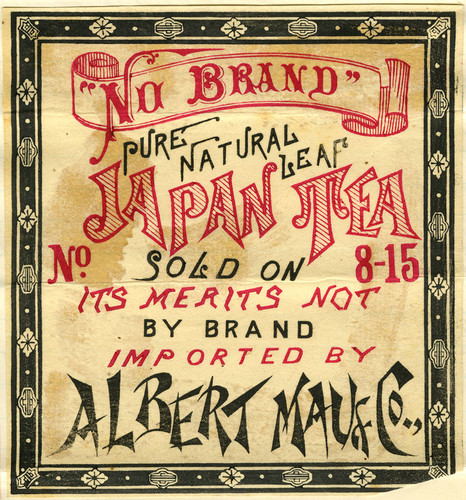 "No Brand"
PURE NATURAL LEAF
JAPAN TEA
No 8-15
SOLD ON
ITS MERITS NOT
BY BRAND
IMPORTED BY
ALBERT MAU & Co.,